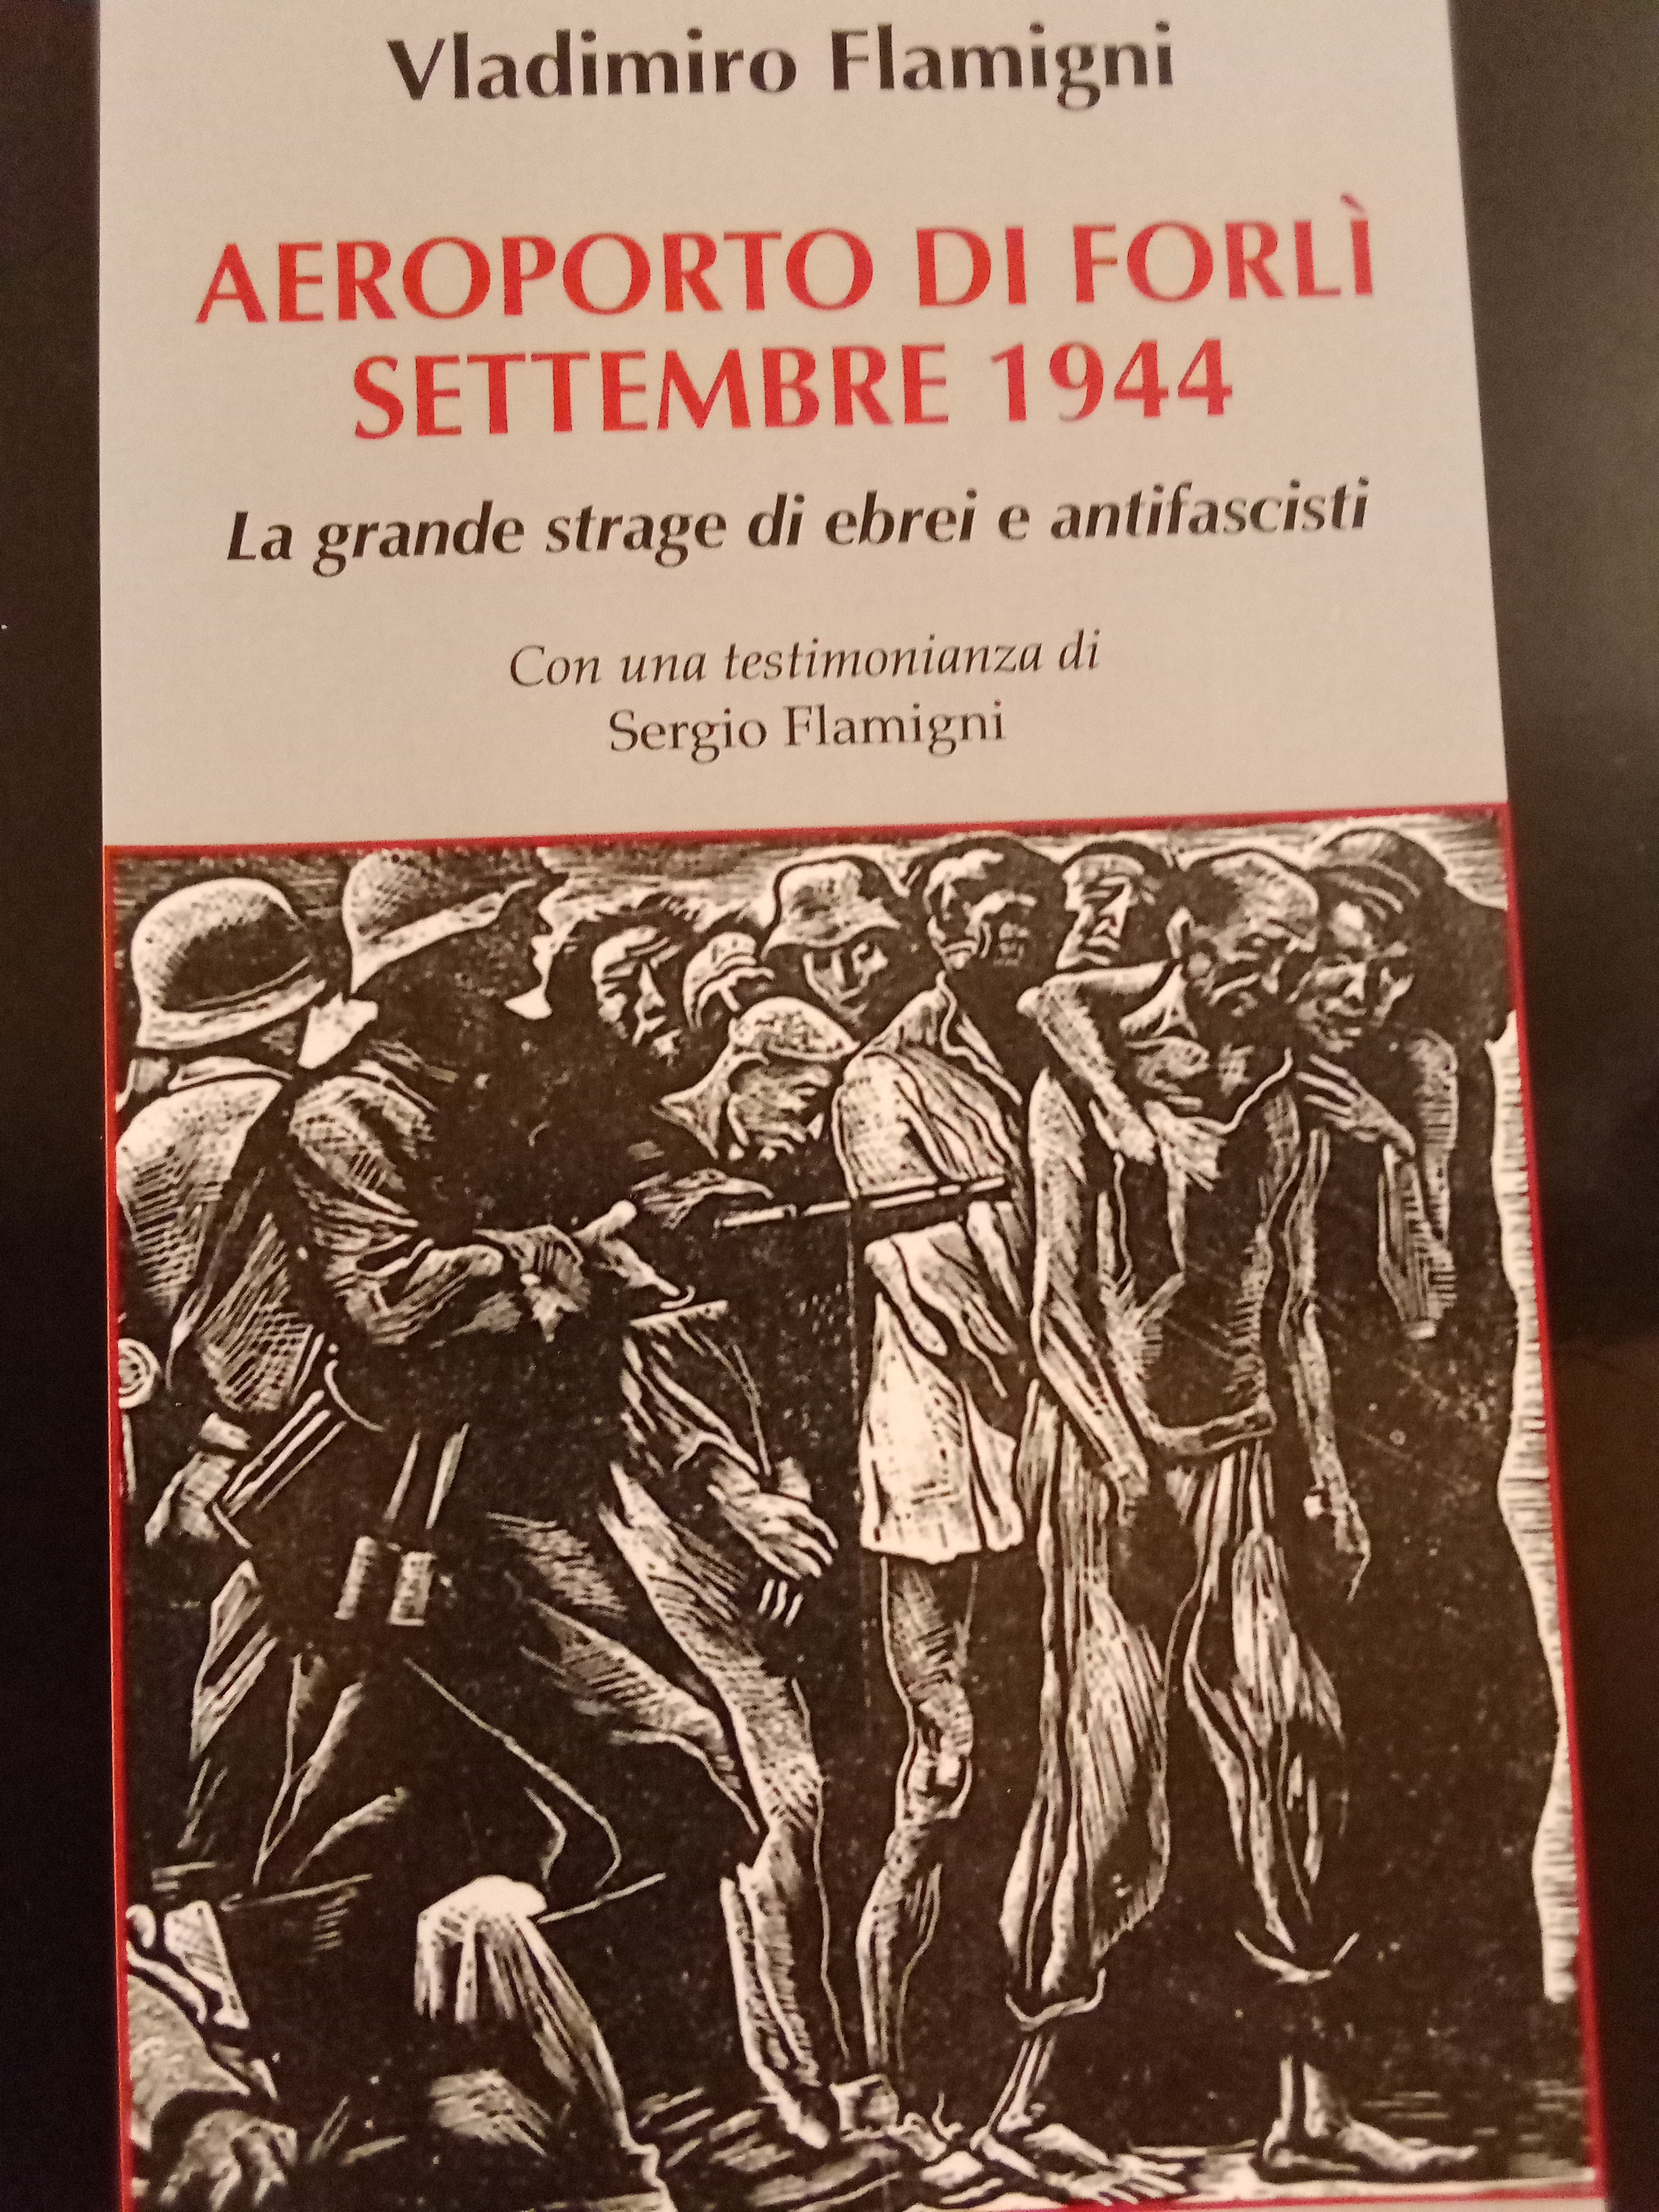 Vladimiro Flamigni
AEROPORTO DI FORLÌ
SETTEMBRE 1944
La grande strage di ebrei e antifascisti
Con una testimonianza di
Sergio Flamigni